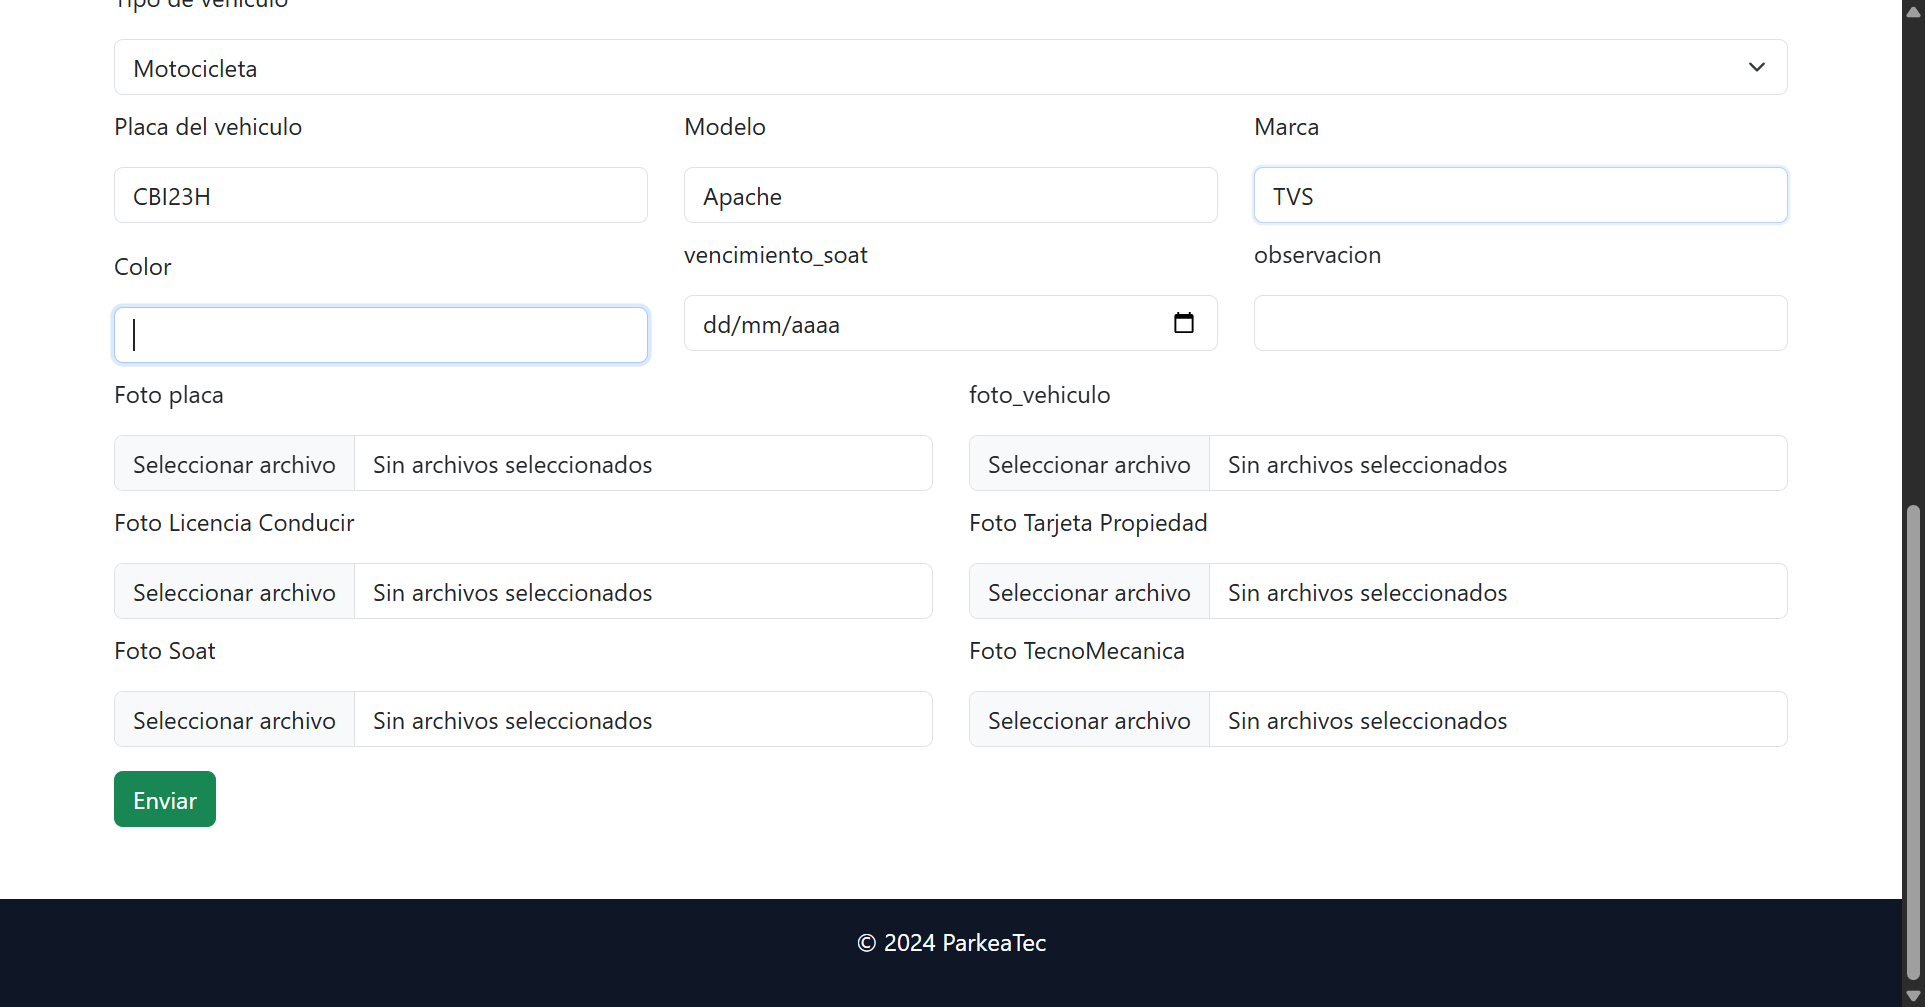 Tipo de vehiculo
Motocicleta
Placa del vehiculo
Modelo
Marca
CBI23H
Apache
TVS
Color
vencimiento_soat
observacion
dd/mm/aaaa
Foto placa
foto_vehiculo
Seleccionar archivo Sin archivos seleccionados
Seleccionar archivo Sin archivos seleccionados
Foto Licencia Conducir
Foto Tarjeta Propiedad
Seleccionar archivo Sin archivos seleccionados
Seleccionar archivo Sin archivos seleccionados
Foto Soat
Foto TecnoMecanica
Seleccionar archivo Sin archivos seleccionados
Seleccionar archivo Sin archivos seleccionados
Enviar
© 2024 ParkeaTec